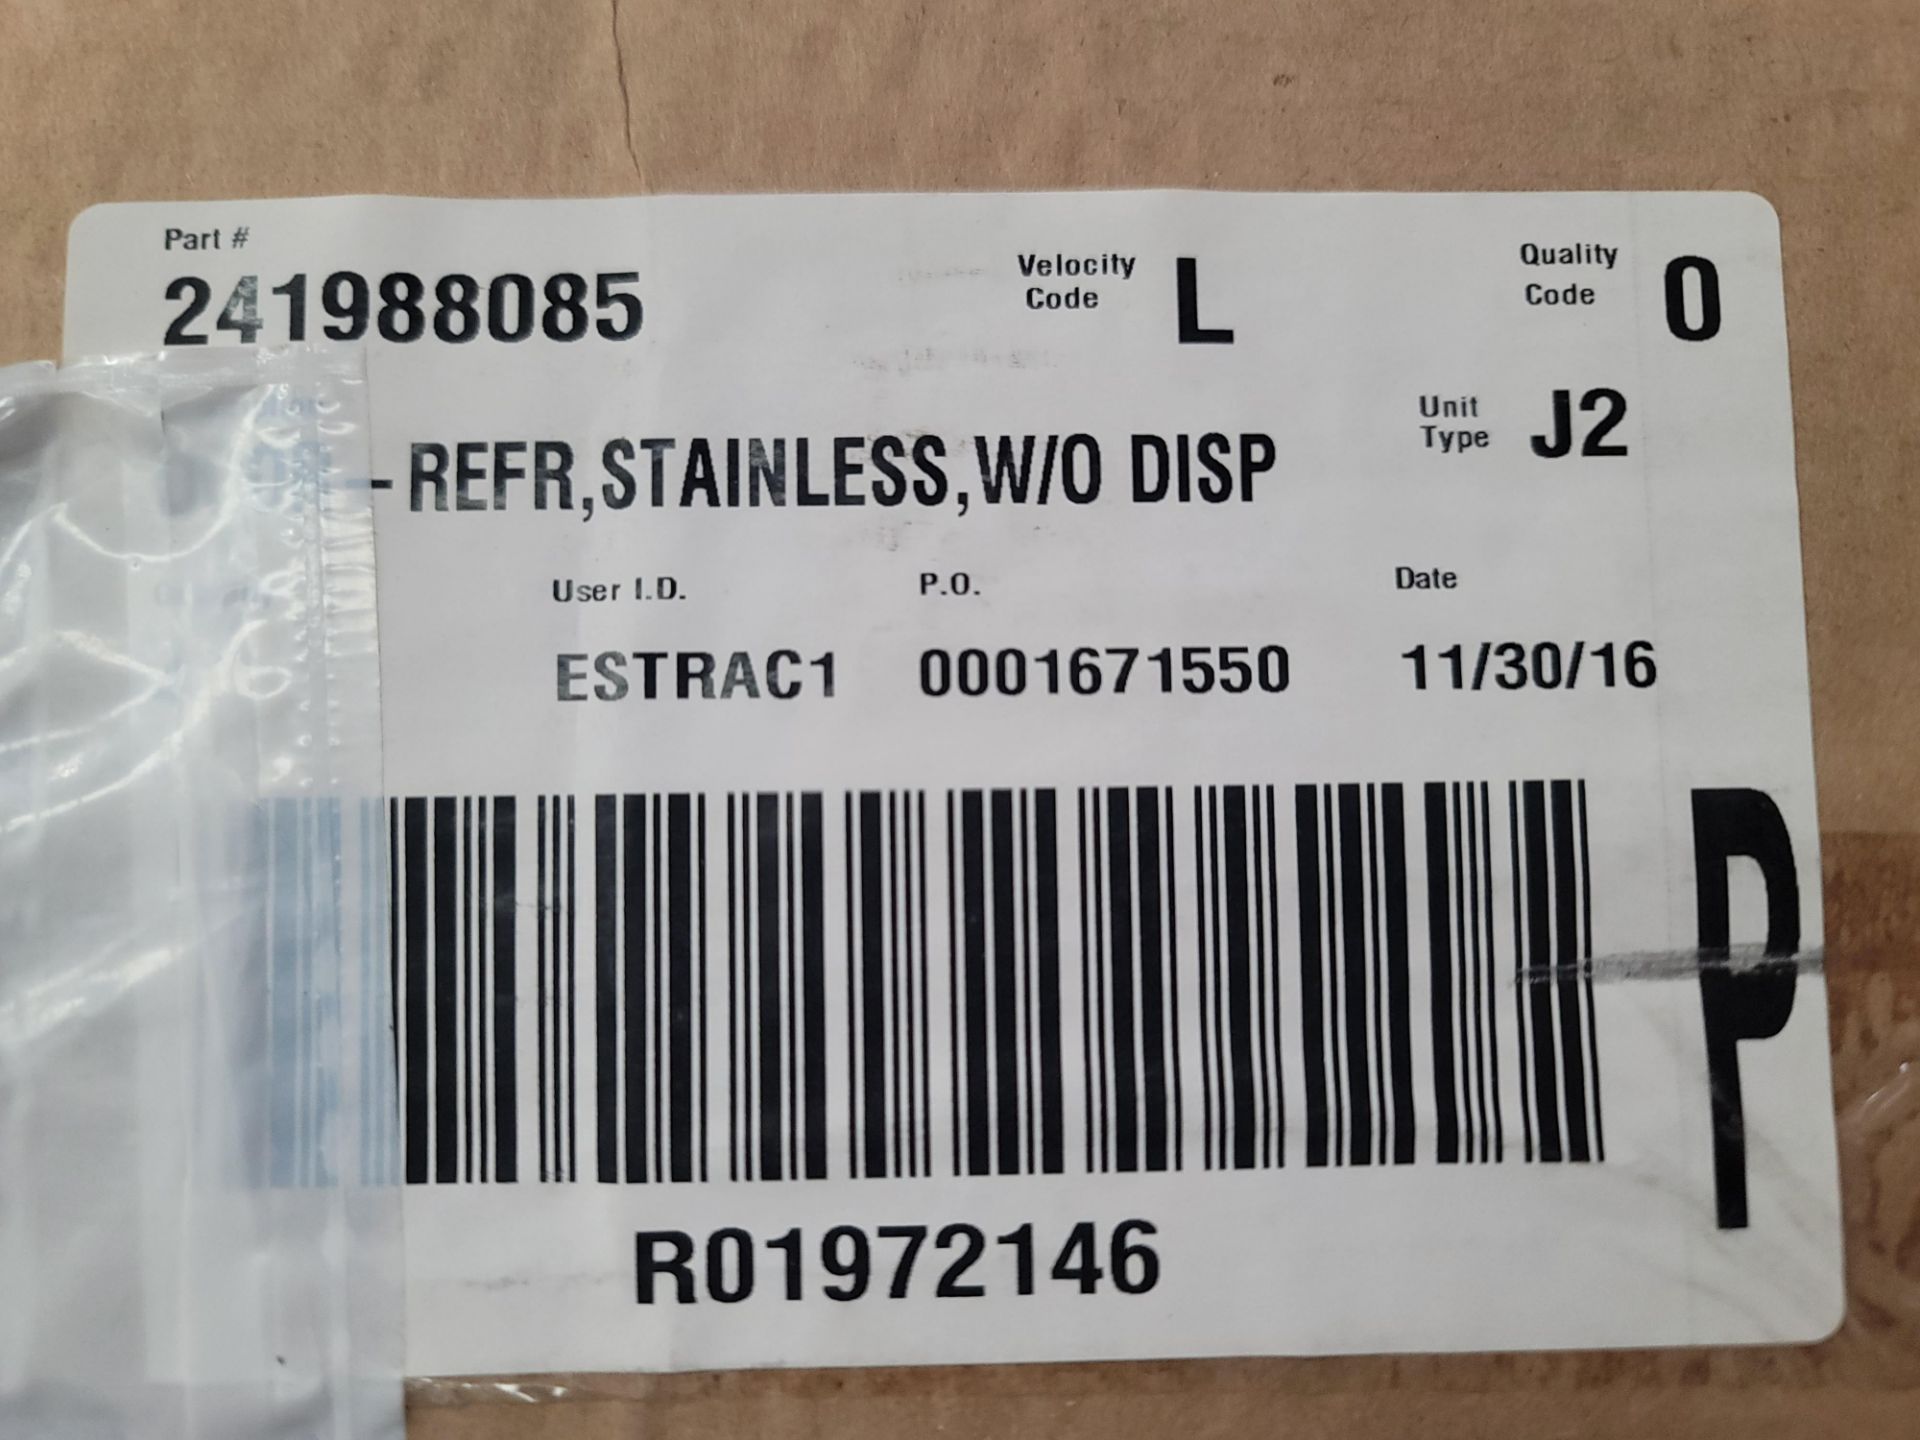 Part #
241988085
Velocity
Code
L
Quality
Code
0
-REFR,STAINLESS,W/O DISP
Unit
Type
J2
User I.D.
P.O.
Date
ESTRAC1
0001671550
11/30/16
P
R01972146